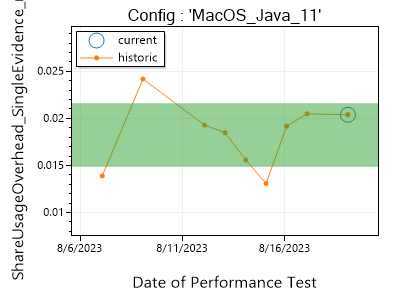 Config : 'MacOS_Java_11'
current
historic
ShareUsageOverhead_SingleEvidence_
0.025
0.02
0.015
0.01
8/6/2023
8/11/2023
8/16/2023
Date of Performance Test